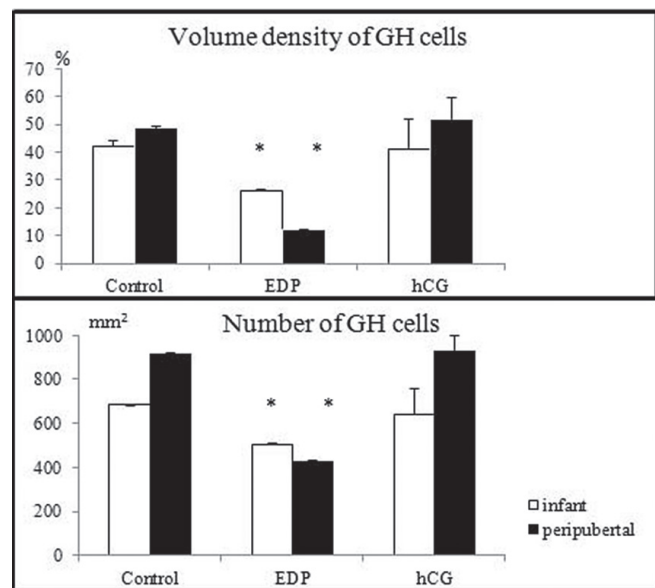 Volume density of GH cells
%
70
60
50
40
30
20
10
0
* *
Control EDP hCG
mm²
Number of GH cells
1000
800
600
400
200
0
* *
infant
peripubertal
Control EDP hCG